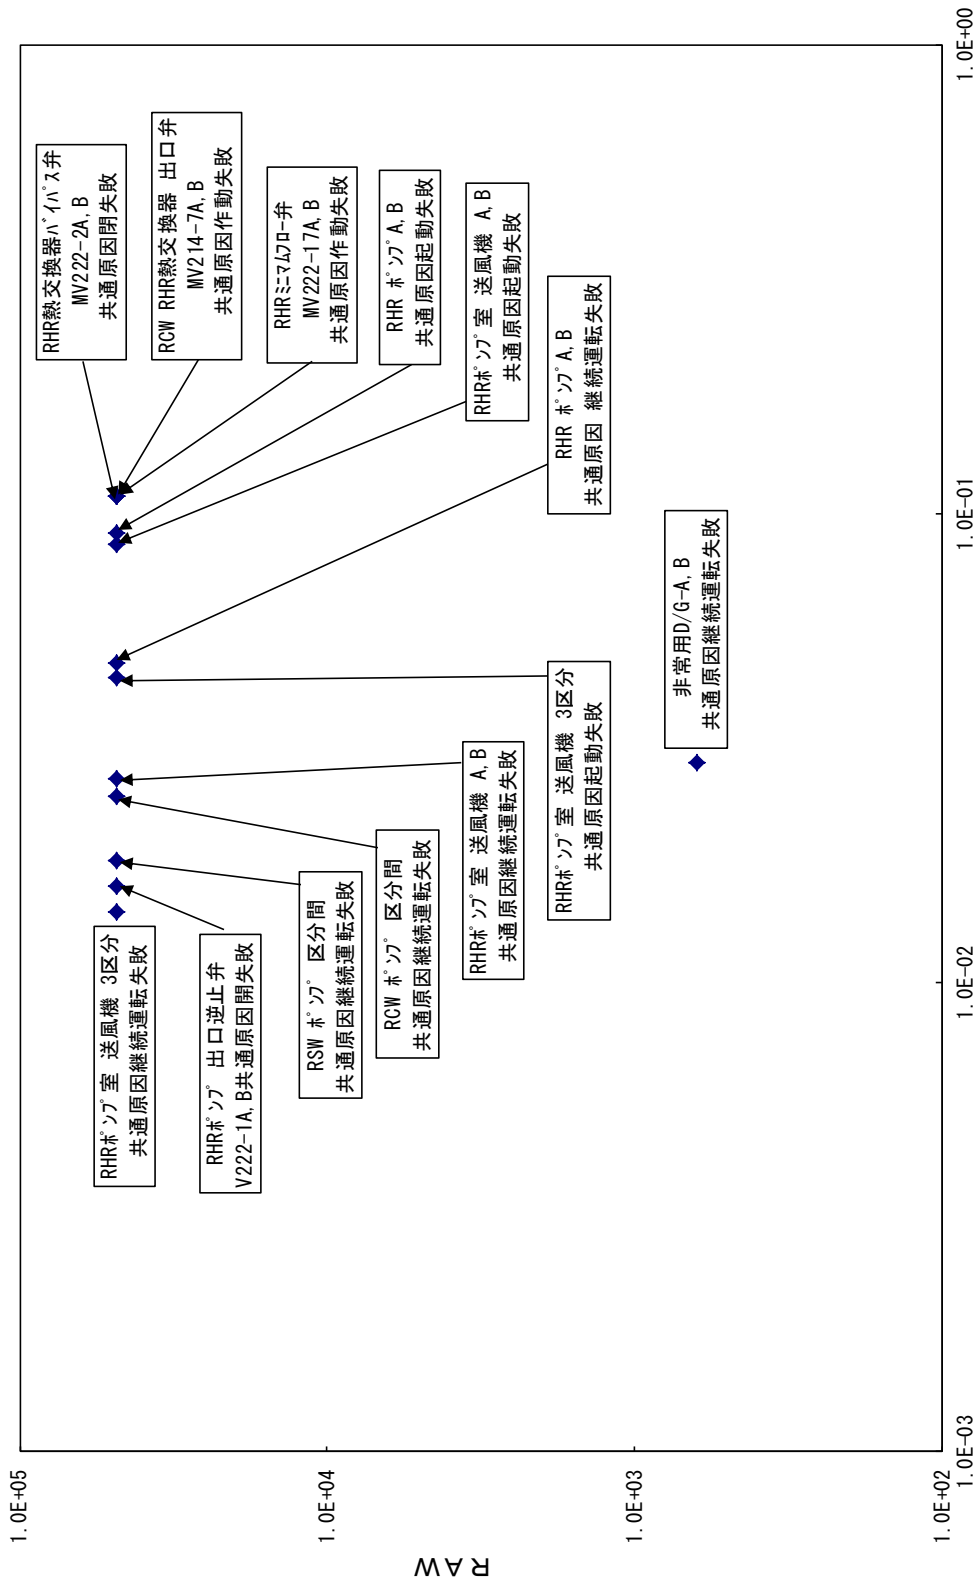 RAW
1.0E+05
1.0E+04
1.0E+03
1.0E+02
1.0E-03
1.0E-02
1.0E-01
1.0E+00
RHRﾎﾟﾝﾌﾟ室 送風機 3区分
共通原因継続運転失敗
RHRﾎﾟﾝﾌﾟ 出口逆止弁
V222-1A,B共通原因開失敗
RSW ﾎﾟﾝﾌﾟ 区分間
共通原因継続運転失敗
RCW ﾎﾟﾝﾌﾟ 区分間
共通原因継続運転失敗
RHRﾎﾟﾝﾌﾟ室 送風機 A,B
共通原因継続運転失敗
RHRﾎﾟﾝﾌﾟ室 送風機 3区分
共通原因起動失敗
非常用D/G-A,B
共通原因継続運転失敗
RHR熱交換器ﾊﾞｲﾊﾟｽ弁
MV222-2A,B
共通原因閉失敗
RCW RHR熱交換器 出口弁
MV214-7A,B
共通原因作動失敗
RHRﾐﾆﾏﾑﾌﾛｰ弁
MV222-17A,B
共通原因作動失敗
RHR ﾎﾟﾝﾌﾟA,B
共通原因起動失敗
RHRﾎﾟﾝﾌﾟ室 送風機 A,B
共通原因起動失敗
RHR ﾎﾟﾝﾌﾟA,B
共通原因 継続運転失敗